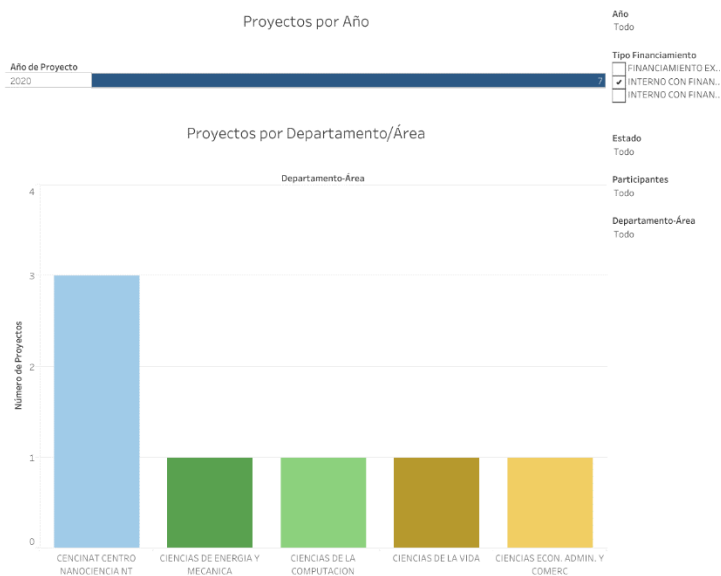 Proyectos por Año
Año de Proyecto
2020
7
Proyectos por Departamento/Área
Departamento-Área
Número de Proyectos
4
3
2
1
0
CENCINAT CENTRO
NANOCIENCIA NT
CIENCIAS DE ENERGIA Y
MECANICA
CIENCIAS DE LA
COMPUTACION
CIENCIAS DE LA VIDA
CIENCIAS ECON. ADMIN. Y
COMERC
Año
Todo
Tipo Financiamiento
FINANCIAMIENTO EX..
INTERNO CON FINAN..
INTERNO CON FINAN..
Estado
Todo
Participantes
Todo
Departamento-Área
Todo